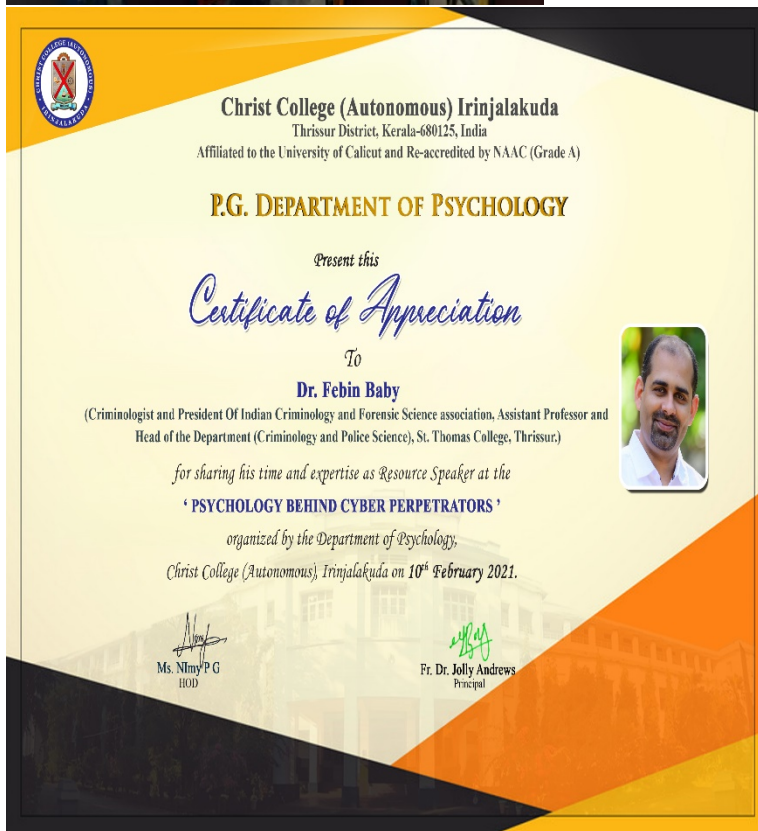 CHRIST COLLEGE (AUTONOMOUS)
IRINJALAKUDA
Christ College (Autonomous) Irinjalakuda
Thrissur District, Kerala-680125, India
Affiliated to the University of Calicut and Re-accredited by NAAC (Grade A)
P.G. DEPARTMENT OF PSYCHOLOGY
Present this
Certificate of Appreciation
To
Dr. Febin Baby
(Criminologist and President Of Indian Criminology and Forensic Science association, Assistant Professor and
Head of the Department (Criminology and Police Science), St. Thomas College, Thrissur.)
for sharing his time and expertise as Resource Speaker at the
‘ PSYCHOLOGY BEHIND CYBER PERPETRATORS ’
organized by the Department of Psychology,
Christ College (Autonomous), Irinjalakuda on 10th February 2021.
Ms. NImy P G
HOD
Fr. Dr. Jolly Andrews
Principal